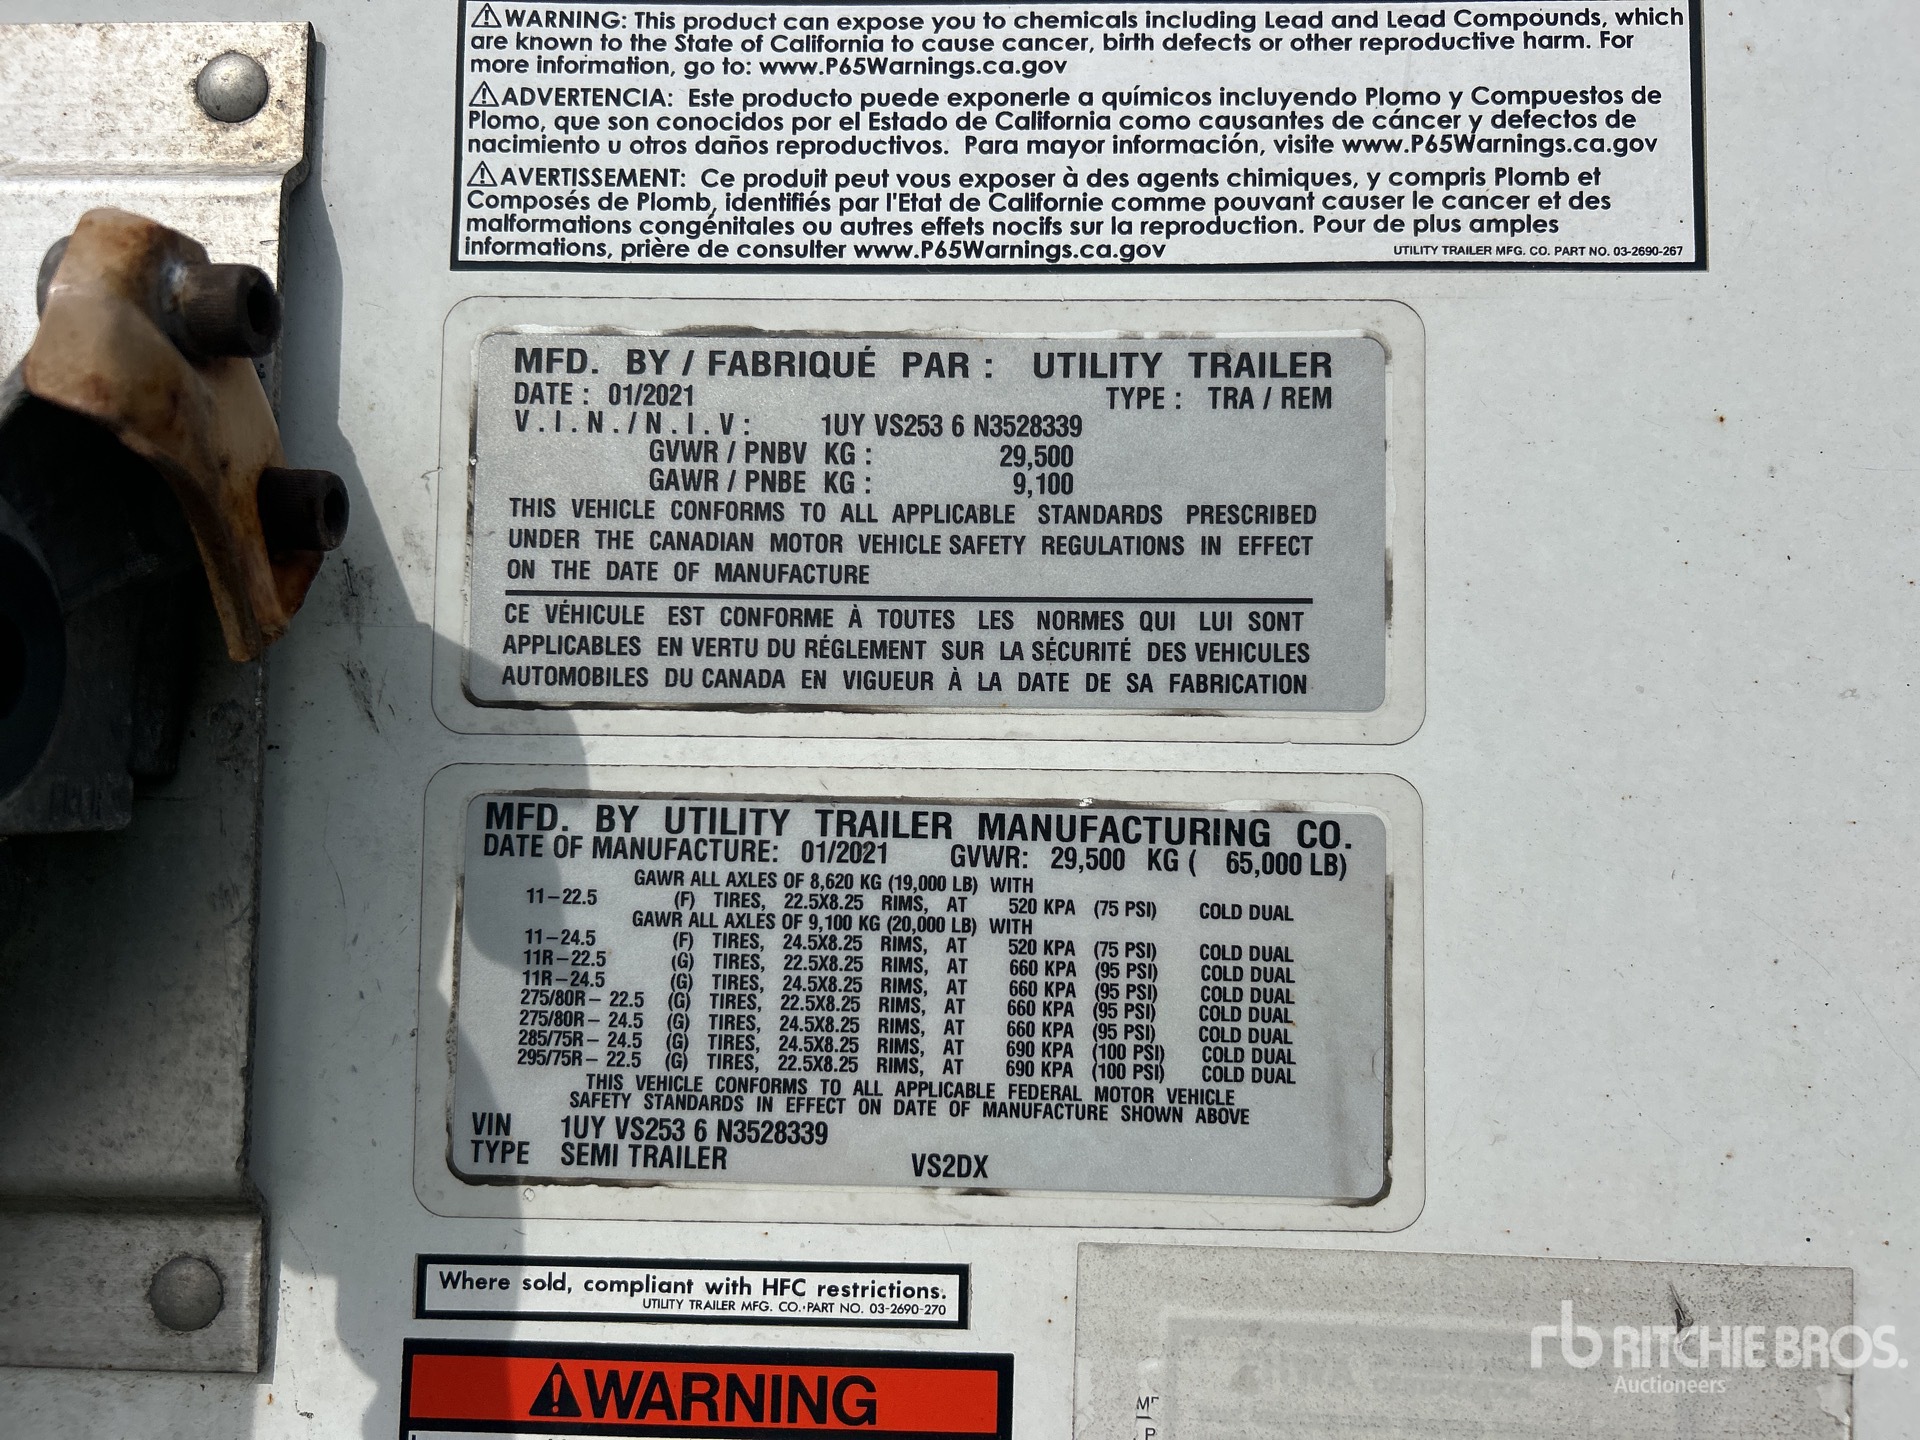 ⚠WARNING: This product can expose you to chemicals including Lead and Lead Compounds, which
are known to the State of California to cause cancer, birth defects or other reproductive harm. For
more information, go to: www.P65Warnings.ca.gov
⚠ADVERTENCIA: Este producto puede exponerle a químicos incluyendo Plomo y Compuestos de
Plomo, que son conocidos por el Estado de California como causantes de cáncer y defectos de
nacimiento u otros daños reproductivos. Para mayor información, visite www.P65Warnings.ca.gov
⚠AVERTISSEMENT: Ce produit peut vous exposer à des agents chimiques, y compris Plomb et
Composés de Plomb, identifiés par l'Etat de Californie comme pouvant causer le cancer et des
malformations congénitales ou autres effets nocifs sur la reproduction. Pour de plus amples
informations, prière de consulter www.P65Warnings.ca.gov
UTILITY TRAILER MFG. CO. PART NO. 03-2690-267
MFD. BY / FABRIQUÉ PAR : UTILITY TRAILER
DATE : 01/2021 TYPE : TRA / REM
V.I.N./N.I.V: 1UY VS253 6 N3528339
GVWR / PNBV KG : 29,500
GAWR / PNBE KG : 9,100
THIS VEHICLE CONFORMS TO ALL APPLICABLE STANDARDS PRESCRIBED
UNDER THE CANADIAN MOTOR VEHICLE SAFETY REGULATIONS IN EFFECT
ON THE DATE OF MANUFACTURE
CE VÉHICULE EST CONFORME À TOUTES LES NORMES QUI LUI SONT
APPLICABLES EN VERTU DU RÉGLEMENT SUR LA SÉCURITÉ DES VEHICULES
AUTOMOBILES DU CANADA EN VIGUEUR À LA DATE DE SA FABRICATION
MFD. BY UTILITY TRAILER MANUFACTURING CO.
DATE OF MANUFACTURE: 01/2021 GVWR: 29,500 KG ( 65,000 LB)
GAWR ALL AXLES OF 8,620 KG (19,000 LB) WITH
11-22.5 (F) TIRES, 22.5X8.25 RIMS, AT 520 KPA (75 PSI) COLD DUAL
GAWR ALL AXLES OF 9,100 KG (20,000 LB) WITH
11-24.5 (F) TIRES, 24.5X8.25 RIMS, AT 520 KPA (75 PSI) COLD DUAL
11R-22.5 (G) TIRES, 22.5X8.25 RIMS, AT 660 KPA (95 PSI) COLD DUAL
11R-24.5 (G) TIRES, 24.5X8.25 RIMS, AT 660 KPA (95 PSI) COLD DUAL
275/80R- 22.5 (G) TIRES, 22.5X8.25 RIMS, AT 660 KPA (95 PSI) COLD DUAL
275/80R- 24.5 (G) TIRES, 24.5X8.25 RIMS, AT 660 KPA (95 PSI) COLD DUAL
285/75R- 24.5 (G) TIRES, 24.5X8.25 RIMS, AT 690 KPA (100 PSI) COLD DUAL
295/75R- 22.5 (G) TIRES, 22.5X8.25 RIMS, AT 690 KPA (100 PSI) COLD DUAL
THIS VEHICLE CONFORMS TO ALL APPLICABLE FEDERAL MOTOR VEHICLE
SAFETY STANDARDS IN EFFECT ON DATE OF MANUFACTURE SHOWN ABOVE
VIN 1UY VS253 6 N3528339
TYPE SEMI TRAILER VS2DX
Where sold, compliant with HFC restrictions.
UTILITY TRAILER MFG. CO. PART NO. 03-2690-270
⚠WARNING
rb RITCHIE BROS.
Auctioneers